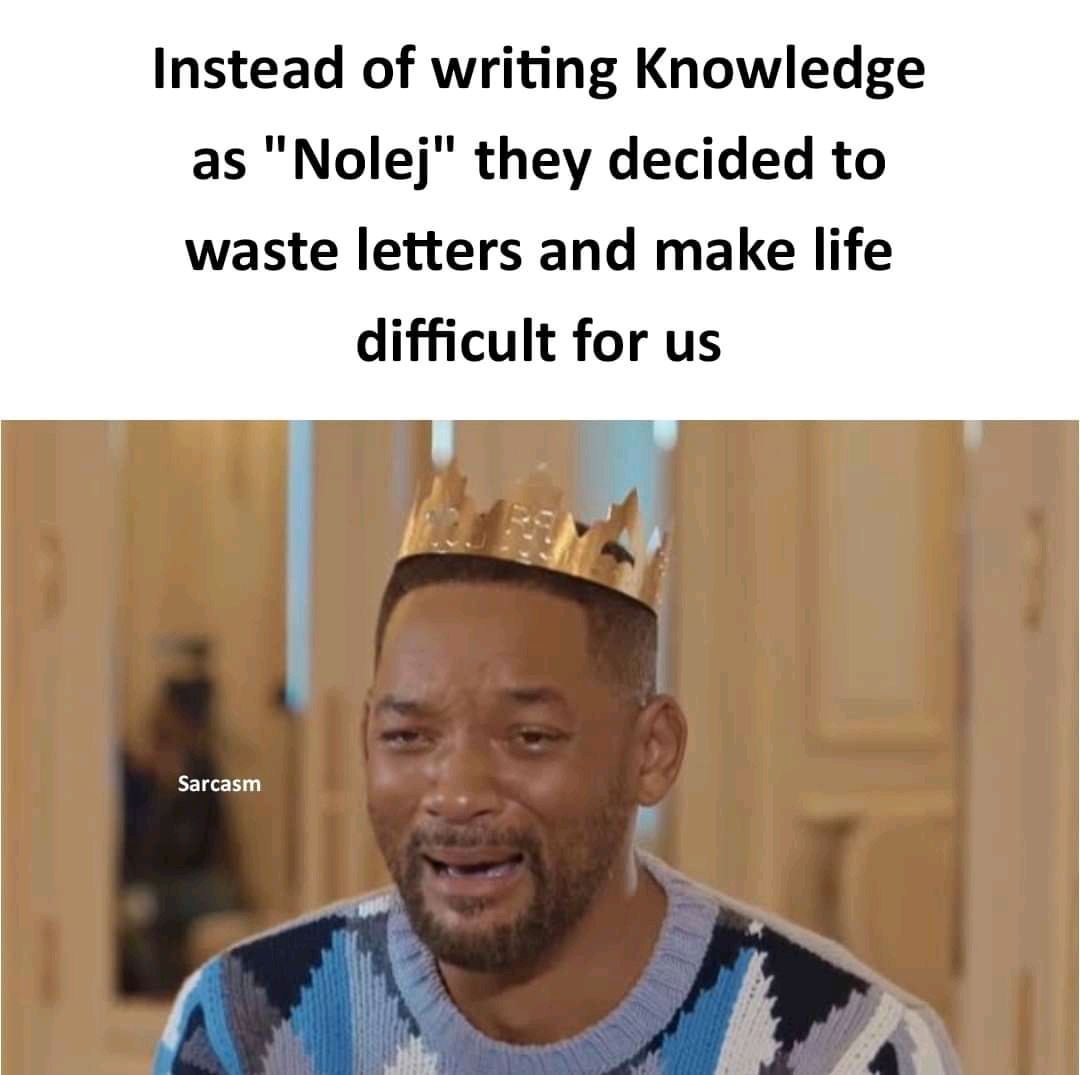 Instead of writing Knowledge
as "Nolej" they decided to
waste letters and make life
difficult for us
Sarcasm